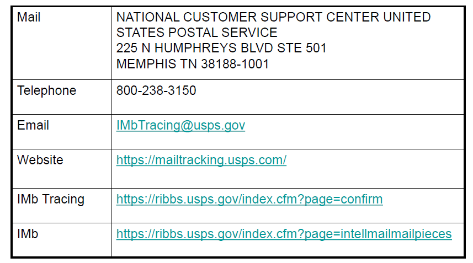 Mail
NATIONAL CUSTOMER SUPPORT CENTER UNITED
STATES POSTAL SERVICE
225 N HUMPHREYS BLVD STE 501
MEMPHIS TN 38188-1001
Telephone
800-238-3150
Email
IMbTracing@usps.gov
Website
https://mailtracking.usps.com/
IMb Tracing
https://ribbs.usps.gov/index.cfm?page=confirm
IMb
https://ribbs.usps.gov/index.cfm?page=intellmailmailpieces